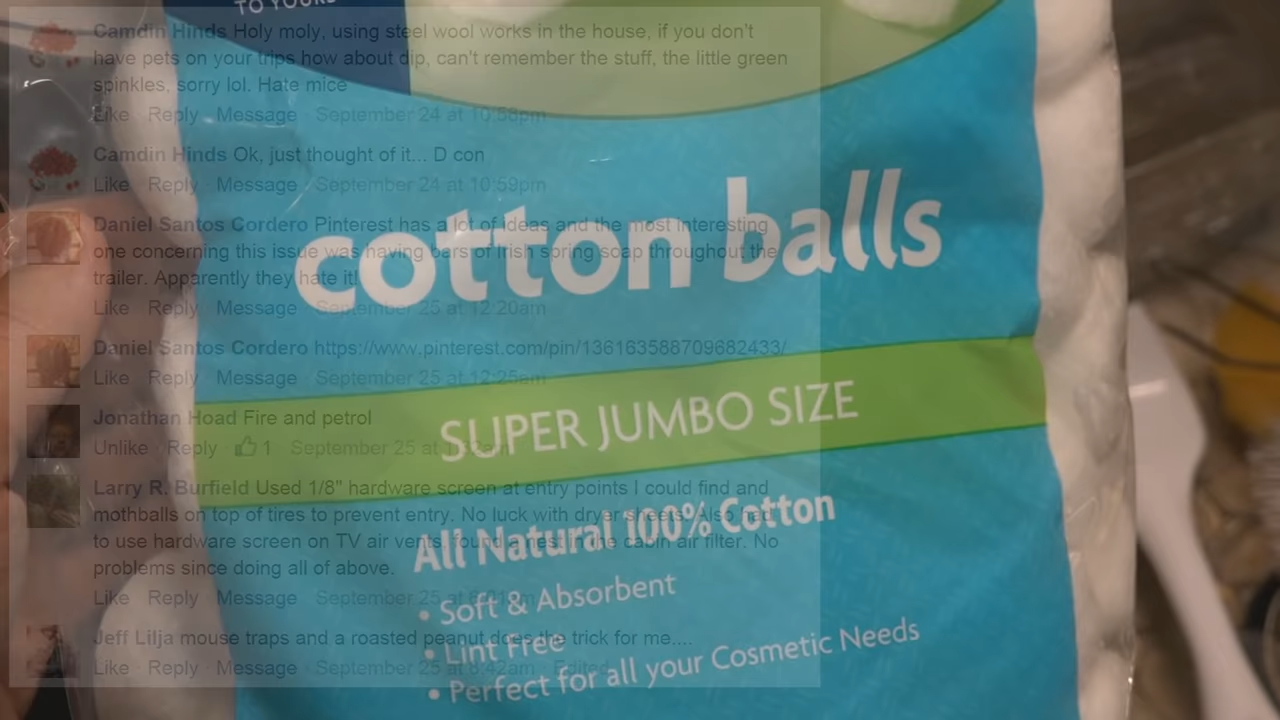 TO YOURS
Camdin Hinds Holy moly, using steel wool works in the house, if you don't
have pets on your trips how about dip, can't remember the stuff, the little green
spinkles, sorry lol. Hate mice
Like · Reply · Message · September 24 at 10:58pm
Camdin Hinds Ok, just thought of it... D con
Like · Reply · Message · September 24 at 10:59pm
Daniel Santos Cordero Pinterest has a lot of ideas and the most interesting
one concerning this issue was having bars of Irish spring soap throughout the
trailer. Apparently they hate it!
Like · Reply · Message · September 25 at 12:20am
Daniel Santos Cordero https://www.pinterest.com/pin/136163588709682433/
Like · Reply · Message · September 25 at 12:25am
Jonathan Hoad Fire and petrol
Unlike · Reply · 1 · September 25 at
Larry R. Burfield Used 1/8" hardware screen at entry points I could find and
mothballs on top of tires to prevent entry. No luck with dryer sheets. Also had
to use hardware screen on TV air vents, found a nest in the cabin air filter. No
problems since doing all of above.
Like · Reply · Message · September 25 at
Jeff Lilja mouse traps and a roasted peanut does the trick for me....
Like · Reply · Message · September 25 at 8:42am · Edited
cotton balls
SUPER JUMBO SIZE
All Natural 100% Cotton
• Soft & Absorbent
• Lint Free
• Perfect for all your Cosmetic Needs